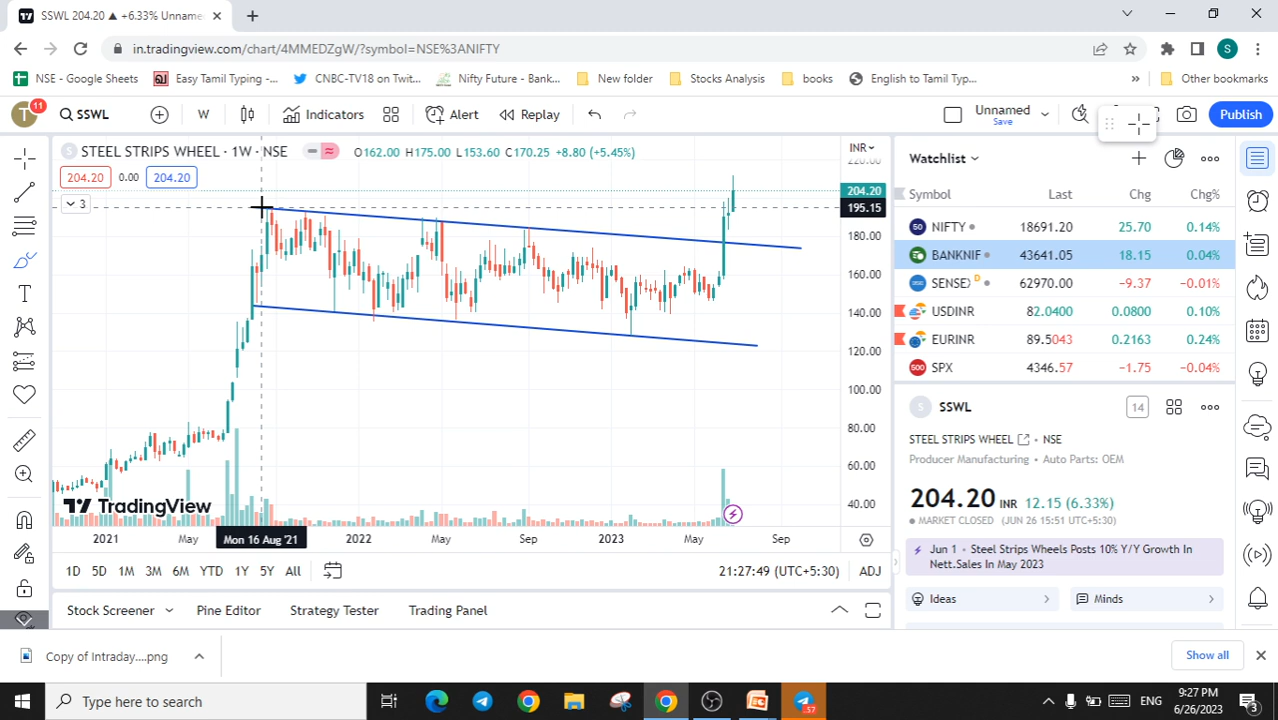 SSWL 204.20 ▲ +6.33% Unname
in.tradingview.com/chart/4MMEDZgW/?symbol=NSE%3ANIFTY
S
NSE - Google Sheets
Easy Tamil Typing -...
CNBC-TV18 on Twit...
Nifty Future - Bank...
New folder
Stocks Analysis
books
English to Tamil Typ...
»
Other bookmarks
T
11
SSWL
W
Indicators
Alert
Replay
Unnamed
Save
Publish
STEEL STRIPS WHEEL · 1W · NSE
O162.00 H175.00 L153.60 C170.25 +8.80 (+5.45%)
204.20 0.00 204.20
3
INR
220.00
204.20
195.15
180.00
160.00
140.00
120.00
100.00
80.00
60.00
40.00
TradingView
2021 May Mon 16 Aug '21 2022 May Sep 2023 May Sep
1D 5D 1M 3M 6M YTD 1Y 5Y All
21:27:49 (UTC+5:30) ADJ
Stock Screener
Pine Editor
Strategy Tester
Trading Panel
Watchlist
Symbol Last Chg Chg%
50 NIFTY 18691.20 25.70 0.14%
BANKNIF 43641.05 18.15 0.04%
SENSEX D 62970.00 −9.37 −0.01%
USDINR 82.0400 0.0800 0.10%
EURINR 89.5043 0.2163 0.24%
500 SPX 4346.57 −1.75 −0.04%
S SSWL 14
STEEL STRIPS WHEEL • NSE
Producer Manufacturing • Auto Parts: OEM
204.20 INR 12.15 (6.33%)
MARKET CLOSED (JUN 26 15:51 UTC+5:30)
Jun 1 • Steel Strips Wheels Posts 10% Y/Y Growth In
Nett.Sales In May 2023
Ideas
Minds
Copy of Intraday....png
Show all
Type here to search
57
ENG
9:27 PM
6/26/2023
3